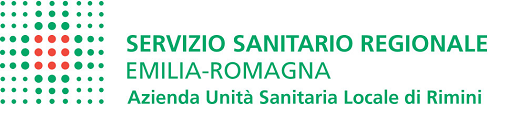 SERVIZIO SANITARIO REGIONALE
EMILIA-ROMAGNA
Azienda Unità Sanitaria Locale di Rimini